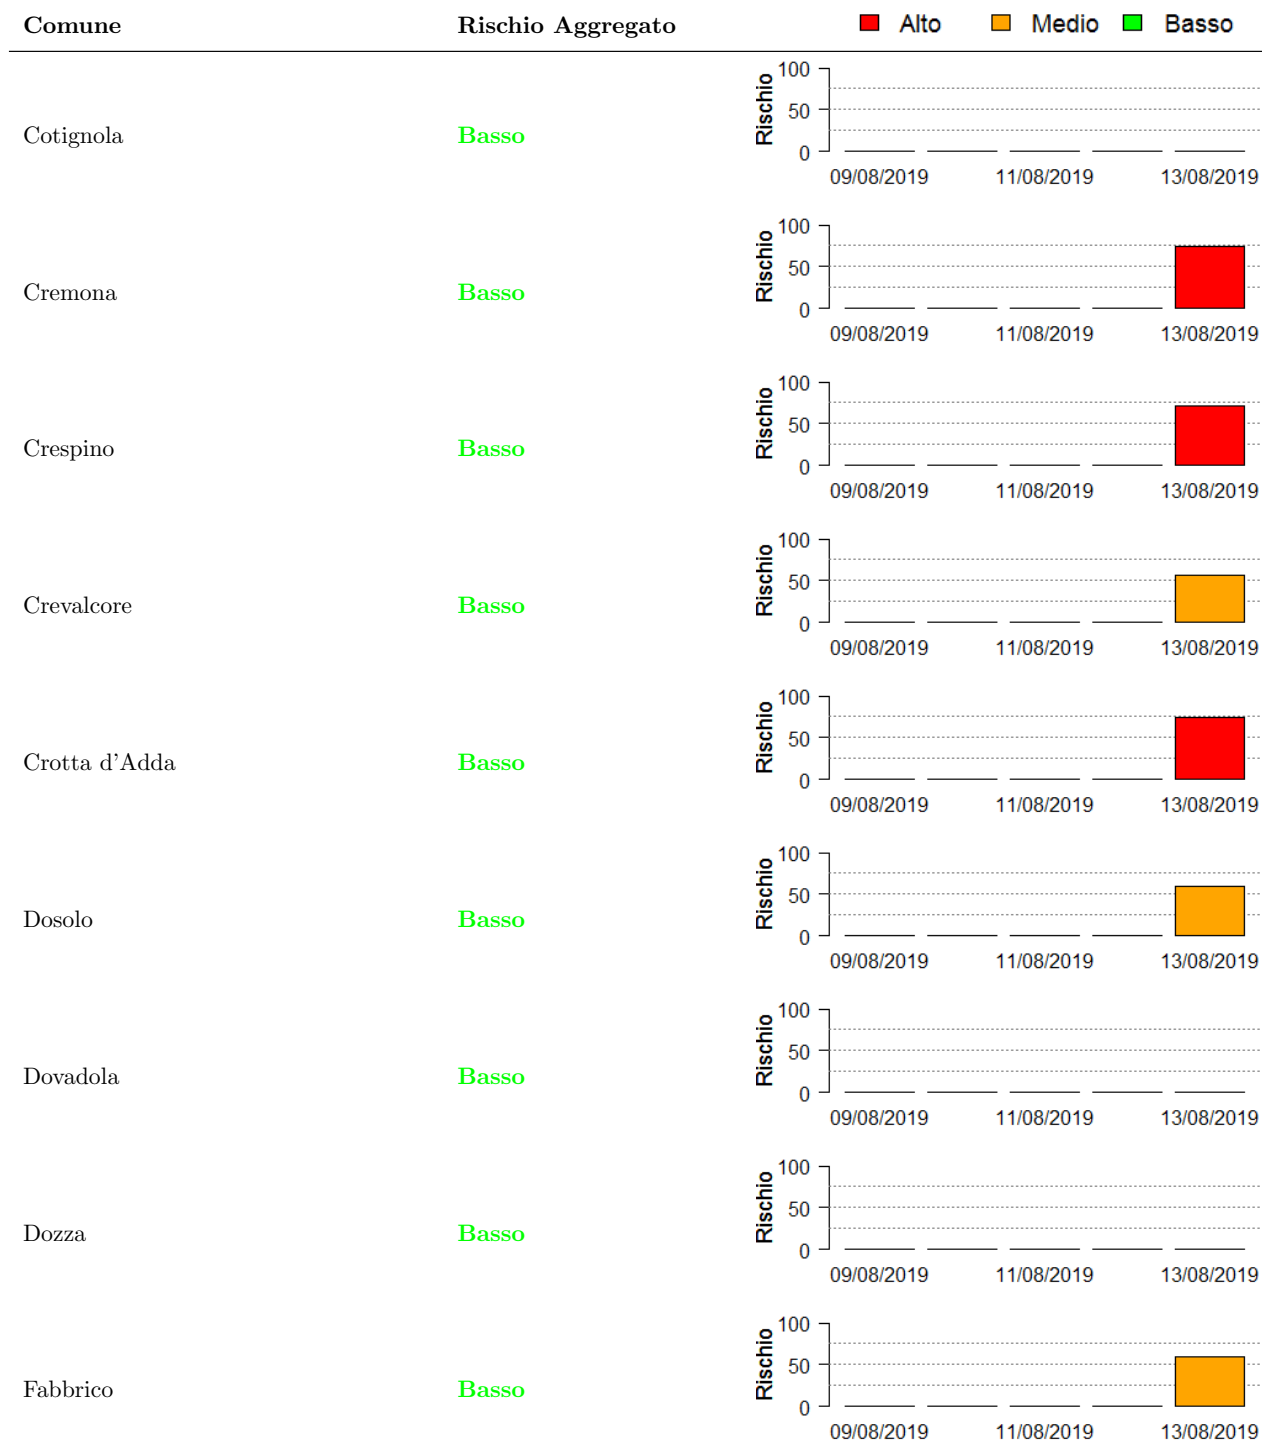 Comune Rischio Aggregato Alto Medio Basso
100
50
0
Rischio
Cotignola Basso
09/08/2019 11/08/2019 13/08/2019
100
50
0
Rischio
Cremona Basso
09/08/2019 11/08/2019 13/08/2019
100
50
0
Rischio
Crespino Basso
09/08/2019 11/08/2019 13/08/2019
100
50
0
Rischio
Crevalcore Basso
09/08/2019 11/08/2019 13/08/2019
100
50
0
Rischio
Crotta d'Adda Basso
09/08/2019 11/08/2019 13/08/2019
100
50
0
Rischio
Dosolo Basso
09/08/2019 11/08/2019 13/08/2019
100
50
0
Rischio
Dovadola Basso
09/08/2019 11/08/2019 13/08/2019
100
50
0
Rischio
Dozza Basso
09/08/2019 11/08/2019 13/08/2019
100
50
0
Rischio
Fabbrico Basso
09/08/2019 11/08/2019 13/08/2019